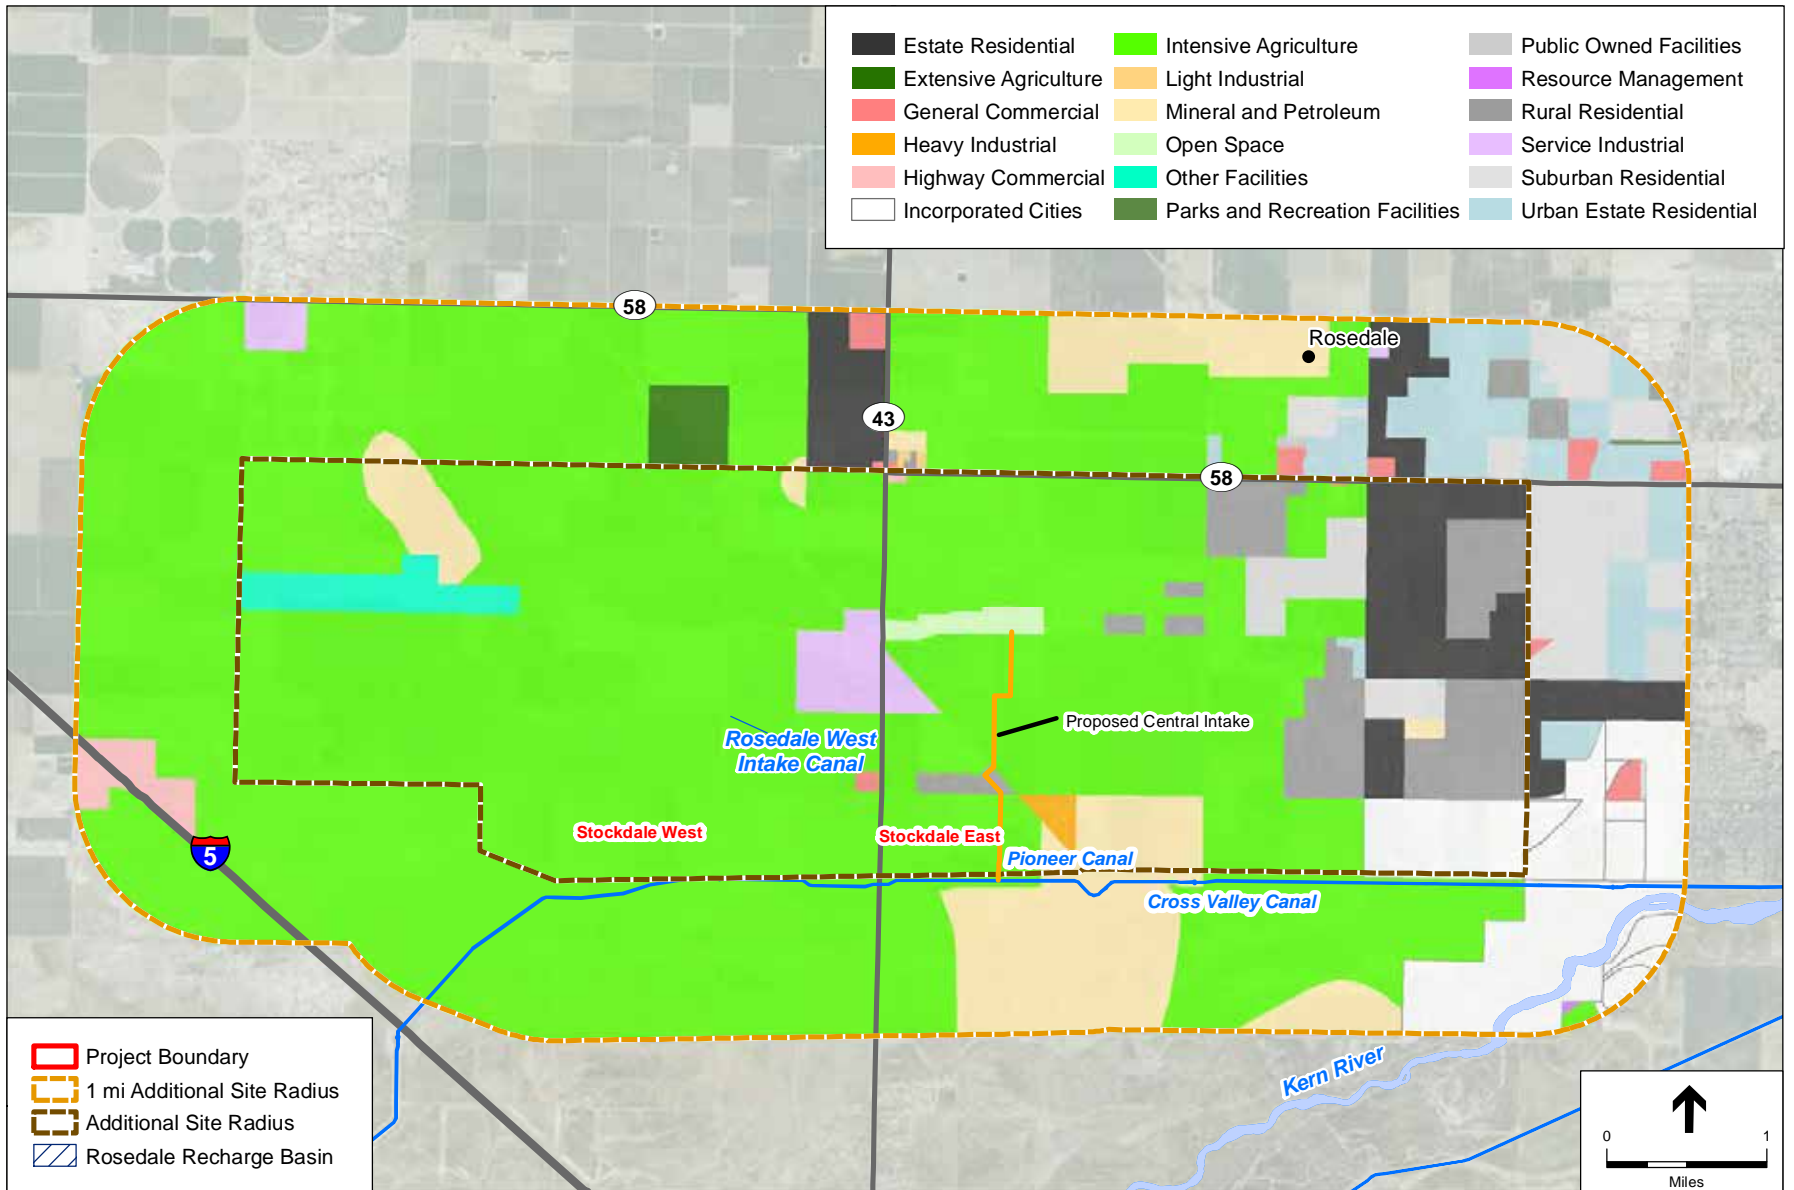 Estate Residential
Extensive Agriculture
General Commercial
Heavy Industrial
Highway Commercial
Incorporated Cities
Intensive Agriculture
Light Industrial
Mineral and Petroleum
Open Space
Other Facilities
Parks and Recreation Facilities
Public Owned Facilities
Resource Management
Rural Residential
Service Industrial
Suburban Residential
Urban Estate Residential
58
Rosedale
43
58
Proposed Central Intake
Rosedale West
Intake Canal
Stockdale West
Stockdale East
5
Pioneer Canal
Cross Valley Canal
Kern River
Project Boundary
1 mi Additional Site Radius
Additional Site Radius
Rosedale Recharge Basin
0
1
Miles